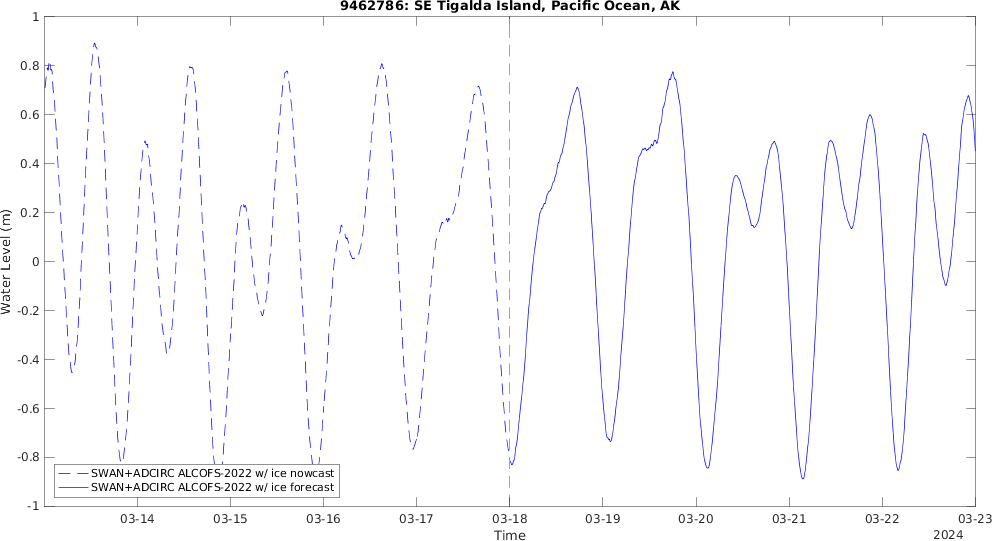 9462786: SE Tigalda Island, Pacific Ocean, AK
Water Level (m)
1
0.8
0.6
0.4
0.2
0
-0.2
-0.4
-0.6
-0.8
-1
SWAN+ADCIRC ALCOFS-2022 w/ ice nowcast
SWAN+ADCIRC ALCOFS-2022 w/ ice forecast
03-14 03-15 03-16 03-17 03-18 03-19 03-20 03-21 03-22 03-23
Time
2024